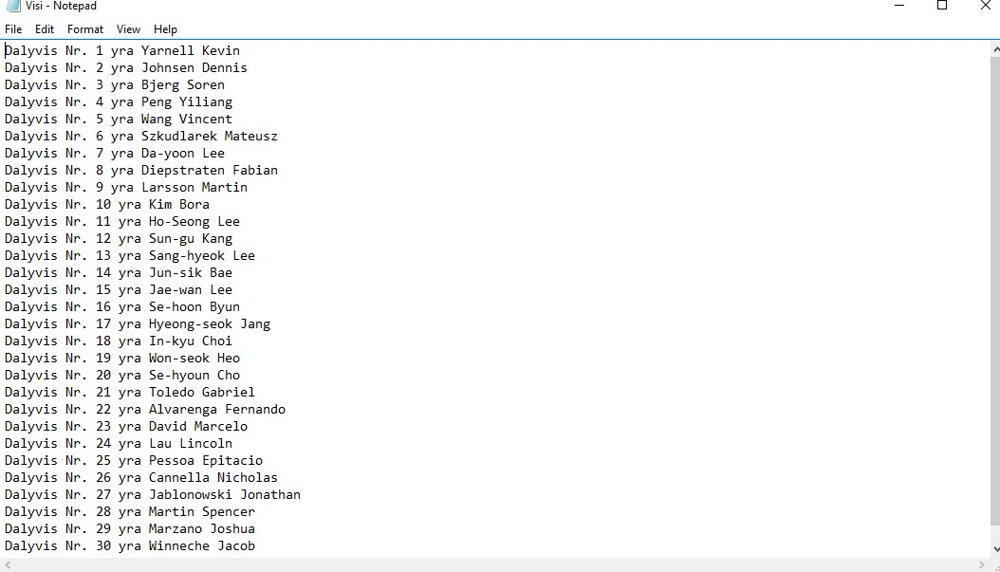 Visi - Notepad
File Edit Format View Help
Dalyvis Nr. 1 yra Yarnell Kevin
Dalyvis Nr. 2 yra Johnsen Dennis
Dalyvis Nr. 3 yra Bjerg Soren
Dalyvis Nr. 4 yra Peng Yiliang
Dalyvis Nr. 5 yra Wang Vincent
Dalyvis Nr. 6 yra Szkudlarek Mateusz
Dalyvis Nr. 7 yra Da-yoon Lee
Dalyvis Nr. 8 yra Diepstraten Fabian
Dalyvis Nr. 9 yra Larsson Martin
Dalyvis Nr. 10 yra Kim Bora
Dalyvis Nr. 11 yra Ho-Seong Lee
Dalyvis Nr. 12 yra Sun-gu Kang
Dalyvis Nr. 13 yra Sang-hyeok Lee
Dalyvis Nr. 14 yra Jun-sik Bae
Dalyvis Nr. 15 yra Jae-wan Lee
Dalyvis Nr. 16 yra Se-hoon Byun
Dalyvis Nr. 17 yra Hyeong-seok Jang
Dalyvis Nr. 18 yra In-kyu Choi
Dalyvis Nr. 19 yra Won-seok Heo
Dalyvis Nr. 20 yra Se-hyoun Cho
Dalyvis Nr. 21 yra Toledo Gabriel
Dalyvis Nr. 22 yra Alvarenga Fernando
Dalyvis Nr. 23 yra David Marcelo
Dalyvis Nr. 24 yra Lau Lincoln
Dalyvis Nr. 25 yra Pessoa Epitacio
Dalyvis Nr. 26 yra Cannella Nicholas
Dalyvis Nr. 27 yra Jablonowski Jonathan
Dalyvis Nr. 28 yra Martin Spencer
Dalyvis Nr. 29 yra Marzano Joshua
Dalyvis Nr. 30 yra Winneche Jacob